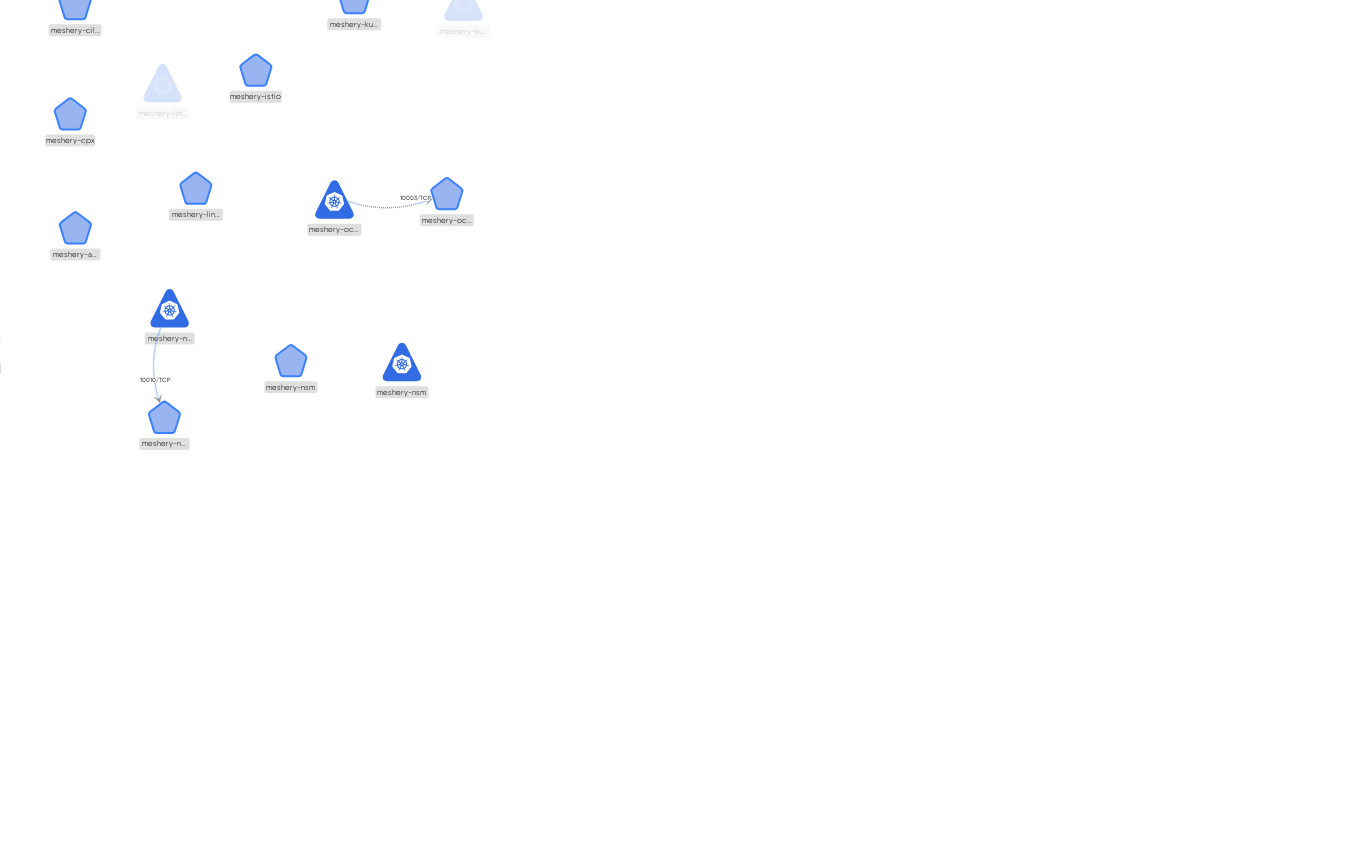 meshery-cil...
meshery-ku...
meshery-ku...
meshery-istio
meshery-lin...
meshery-cpx
meshery-lin...
10003/TCP
meshery-oc...
meshery-oc...
meshery-a...
meshery-n...
10010/TCP
meshery-nsm
meshery-nsm
meshery-n...